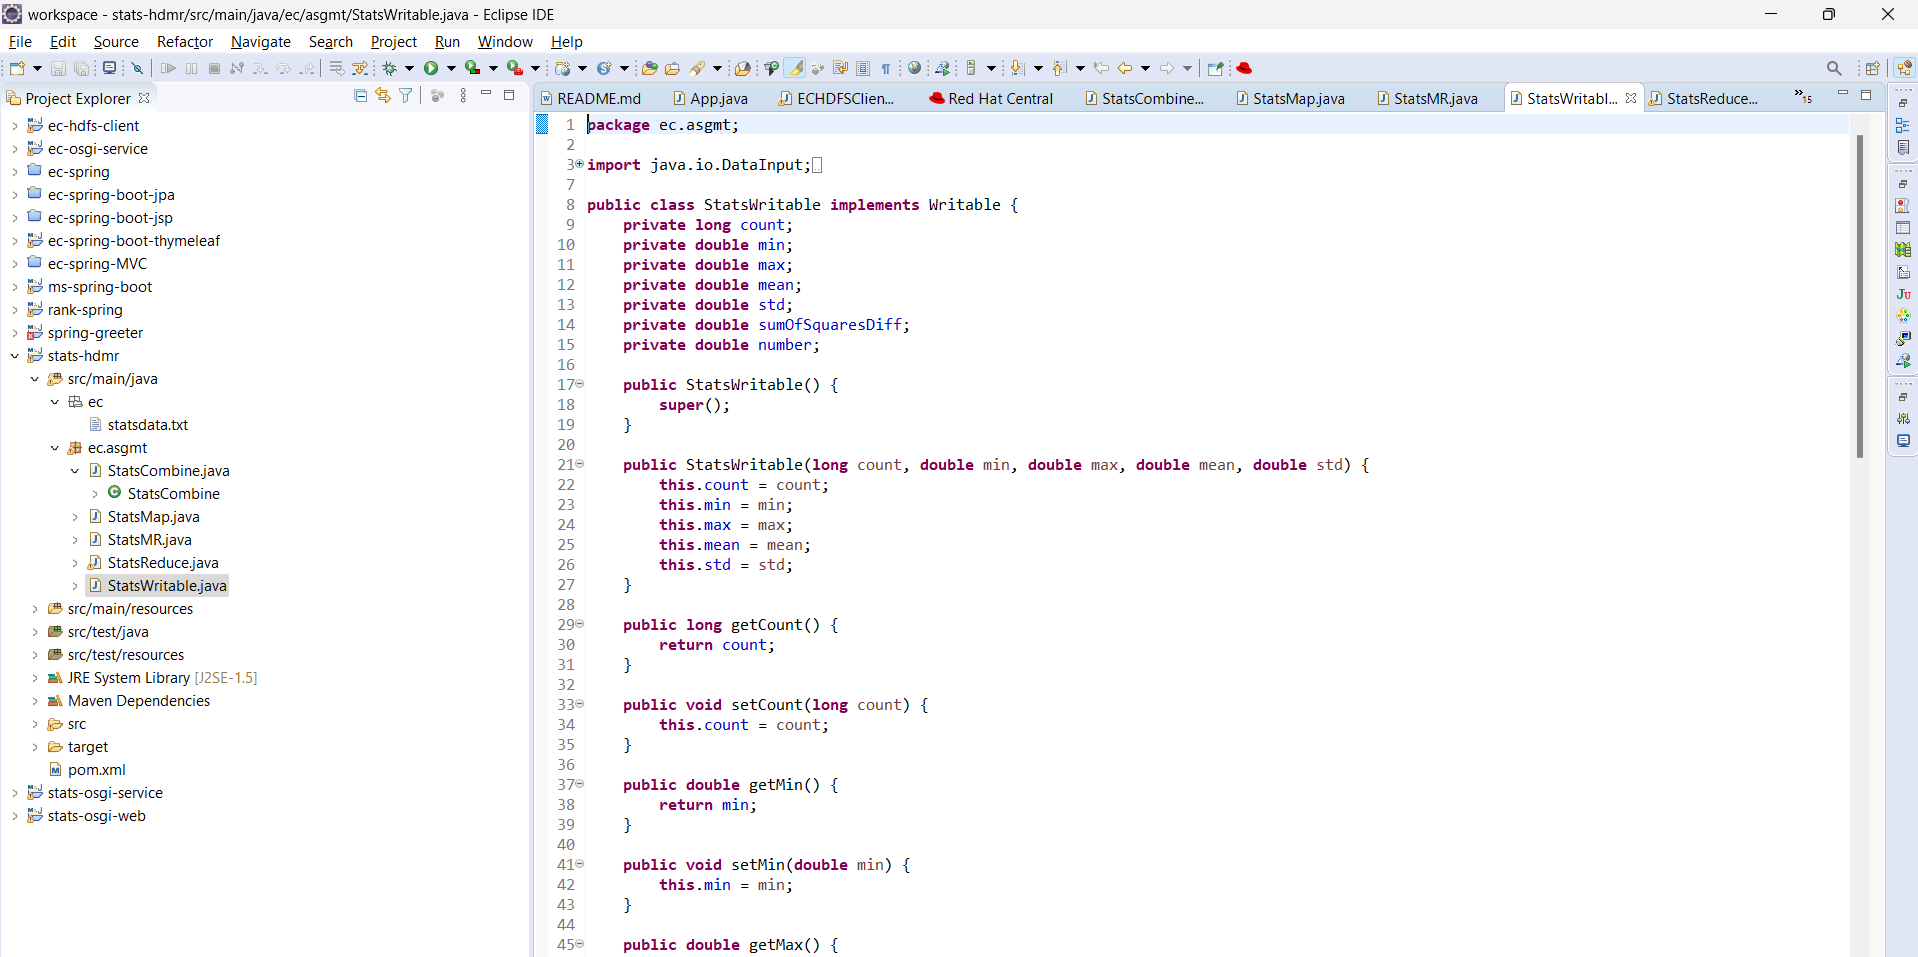 workspace - stats-hdmr/src/main/java/ec/asgmt/StatsWritable.java - Eclipse IDE
File Edit Source Refactor Navigate Search Project Run Window Help
Project Explorer
README.md App.java ECHDFSClien... Red Hat Central StatsCombine... StatsMap.java StatsMR.java StatsWritabl... StatsReduce... »15
ec-hdfs-client
ec-osgi-service
ec-spring
ec-spring-boot-jpa
ec-spring-boot-jsp
ec-spring-boot-thymeleaf
ec-spring-MVC
ms-spring-boot
rank-spring
spring-greeter
stats-hdmr
src/main/java
ec
statsdata.txt
ec.asgmt
StatsCombine.java
StatsCombine
StatsMap.java
StatsMR.java
StatsReduce.java
StatsWritable.java
src/main/resources
src/test/java
src/test/resources
JRE System Library [J2SE-1.5]
Maven Dependencies
src
target
pom.xml
stats-osgi-service
stats-osgi-web
1 package ec.asgmt;
2
3 import java.io.DataInput;
7
8 public class StatsWritable implements Writable {
9 private long count;
10 private double min;
11 private double max;
12 private double mean;
13 private double std;
14 private double sumOfSquaresDiff;
15 private double number;
16
17 public StatsWritable() {
18 super();
19 }
20
21 public StatsWritable(long count, double min, double max, double mean, double std) {
22 this.count = count;
23 this.min = min;
24 this.max = max;
25 this.mean = mean;
26 this.std = std;
27 }
28
29 public long getCount() {
30 return count;
31 }
32
33 public void setCount(long count) {
34 this.count = count;
35 }
36
37 public double getMin() {
38 return min;
39 }
40
41 public void setMin(double min) {
42 this.min = min;
43 }
44
45 public double getMax() {